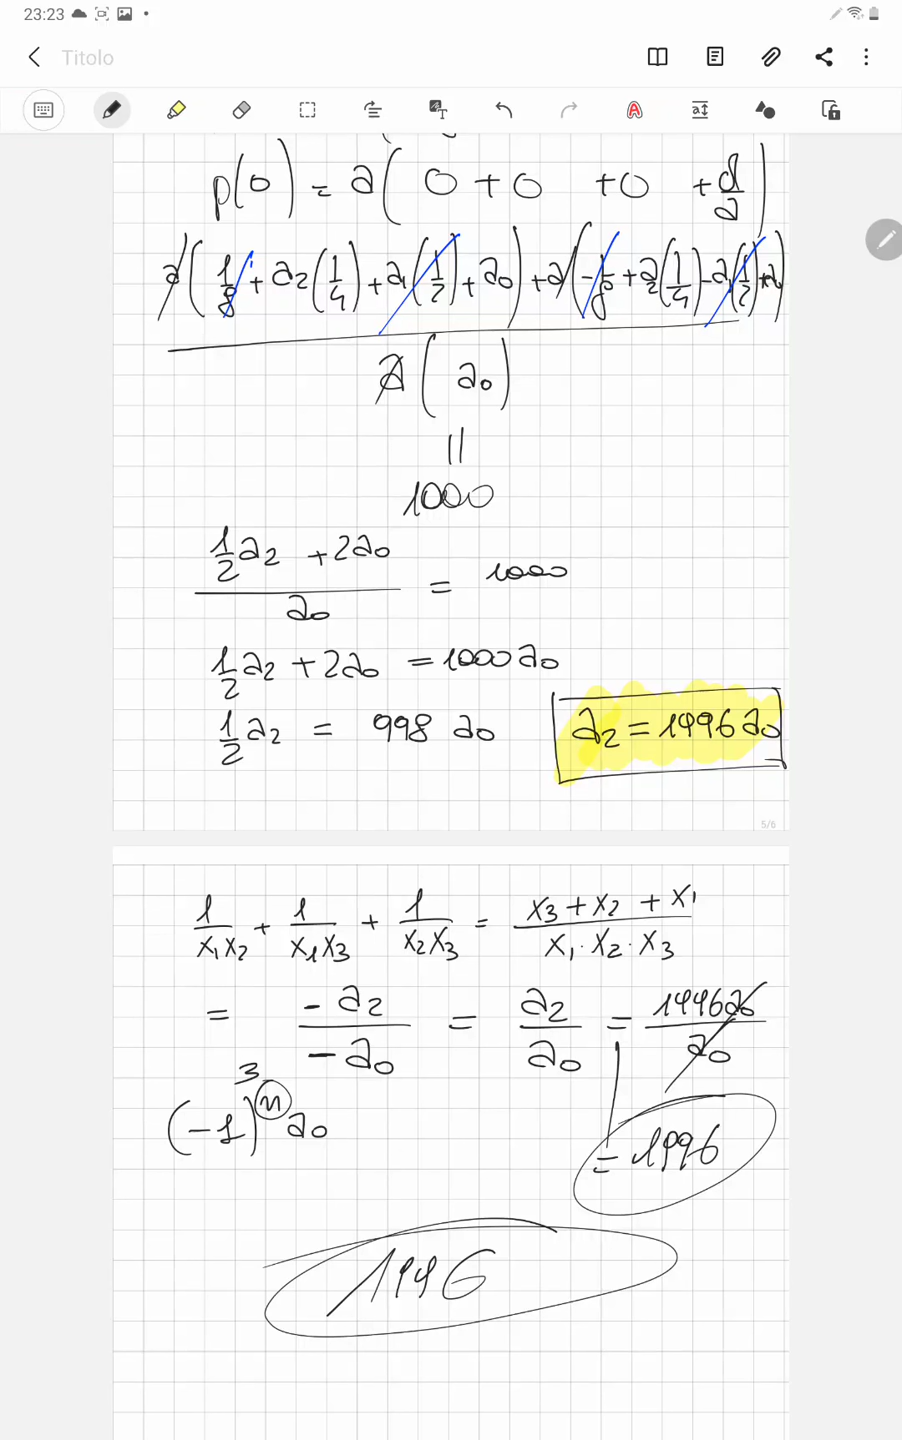 23:23
Titolo
p(0) = a( 0 + 0 + 0 + d/a )
a( 1/8 + a₂(1/4) + a₁(1/2) + a₀ ) + a( -1/8 + a₂(1/4) - a₁(1/2) + a₀ )
a( a₀ )
||
1000
1/2 a₂ + 2a₀
= 1000
a₀
1/2 a₂ + 2a₀ = 1000 a₀
1/2 a₂ = 998 a₀ a₂ = 1996 a₀
5/6
1/(x₁x₂) + 1/(x₁x₃) + 1/(x₂x₃) = (x₃ + x₂ + x₁)/(x₁ · x₂ · x₃)
= -a₂/-a₀ = a₂/a₀ = 1996a₀/a₀
3
(-1)ⁿ a₀
= 1996
1996